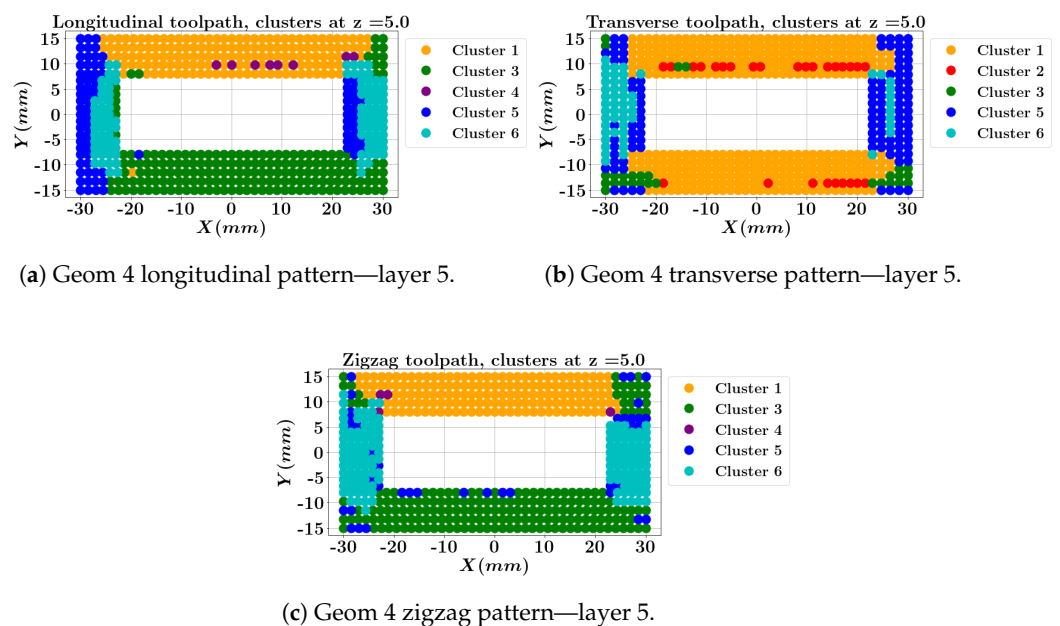 Longitudinal toolpath, clusters at z =5.0
15
10
5
0
-5
-10
-15
Y(mm)
-30 -20 -10 0 10 20 30
X(mm)
Cluster 1
Cluster 3
Cluster 4
Cluster 5
Cluster 6
(a) Geom 4 longitudinal pattern—layer 5.
Transverse toolpath, clusters at z =5.0
15
10
5
0
-5
-10
-15
Y(mm)
-30 -20 -10 0 10 20 30
X(mm)
Cluster 1
Cluster 2
Cluster 3
Cluster 5
Cluster 6
(b) Geom 4 transverse pattern—layer 5.
Zigzag toolpath, clusters at z =5.0
15
10
5
0
-5
-10
-15
Y(mm)
-30 -20 -10 0 10 20 30
X(mm)
Cluster 1
Cluster 3
Cluster 4
Cluster 5
Cluster 6
(c) Geom 4 zigzag pattern—layer 5.